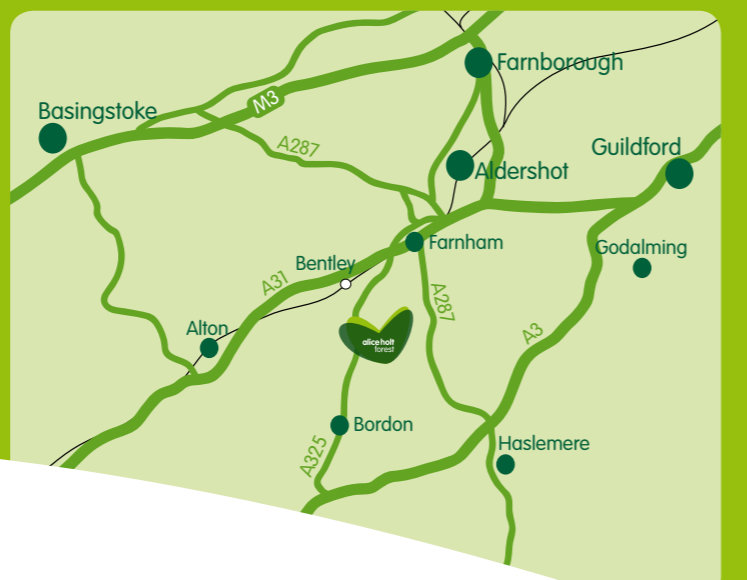 Farnborough
M3
Basingstoke
A287
Guildford
Aldershot
Farnham
Godalming
Bentley
A31
A287
Alton
alice holt
forest
A3
Bordon
Haslemere
A325